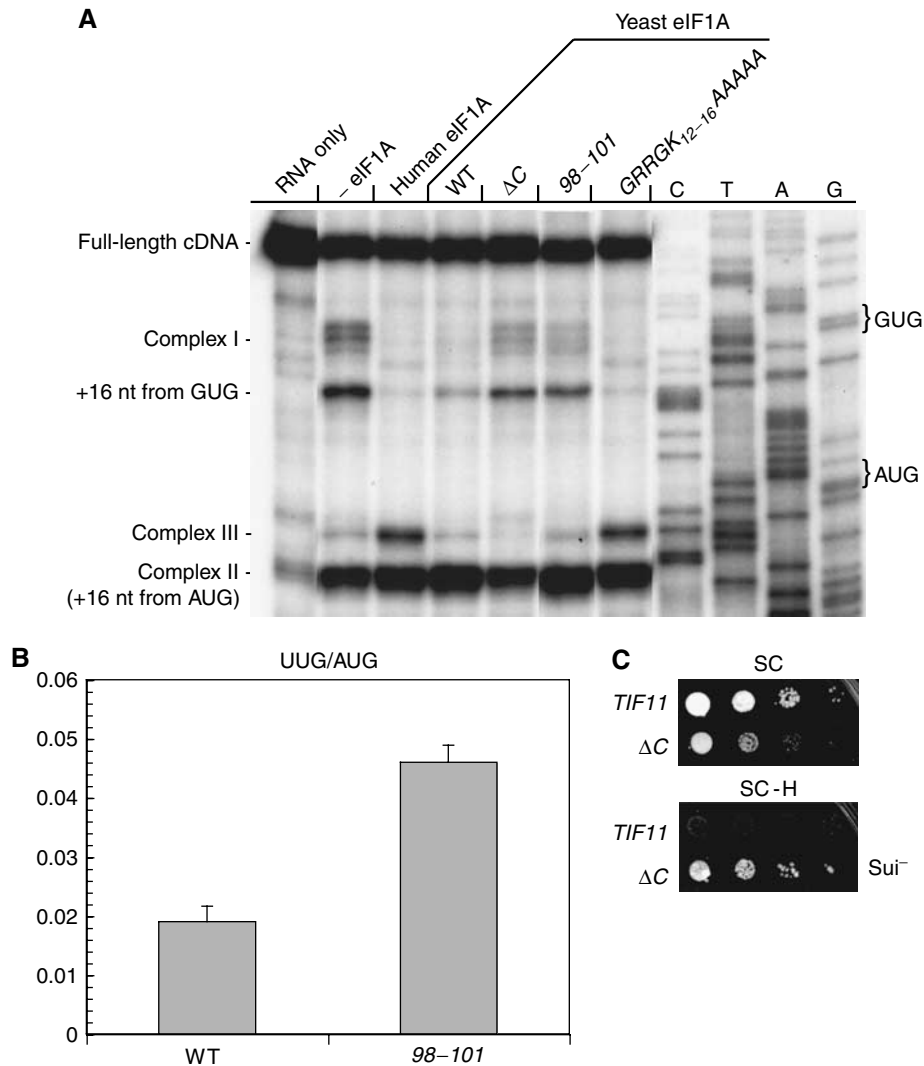 A
Yeast eIF1A
RNA only
– eIF1A
Human eIF1A
WT
ΔC
98–101
GRRGK12–16AAAAA
C T A G
Full-length cDNA -
GUG
Complex I -
+16 nt from GUG -
AUG
Complex III -
Complex II -
(+16 nt from AUG)
B
UUG/AUG
0.06
0.05
0.04
0.03
0.02
0.01
0
WT
98–101
C
SC
TIF11
ΔC
SC-H
TIF11
ΔC
Sui–